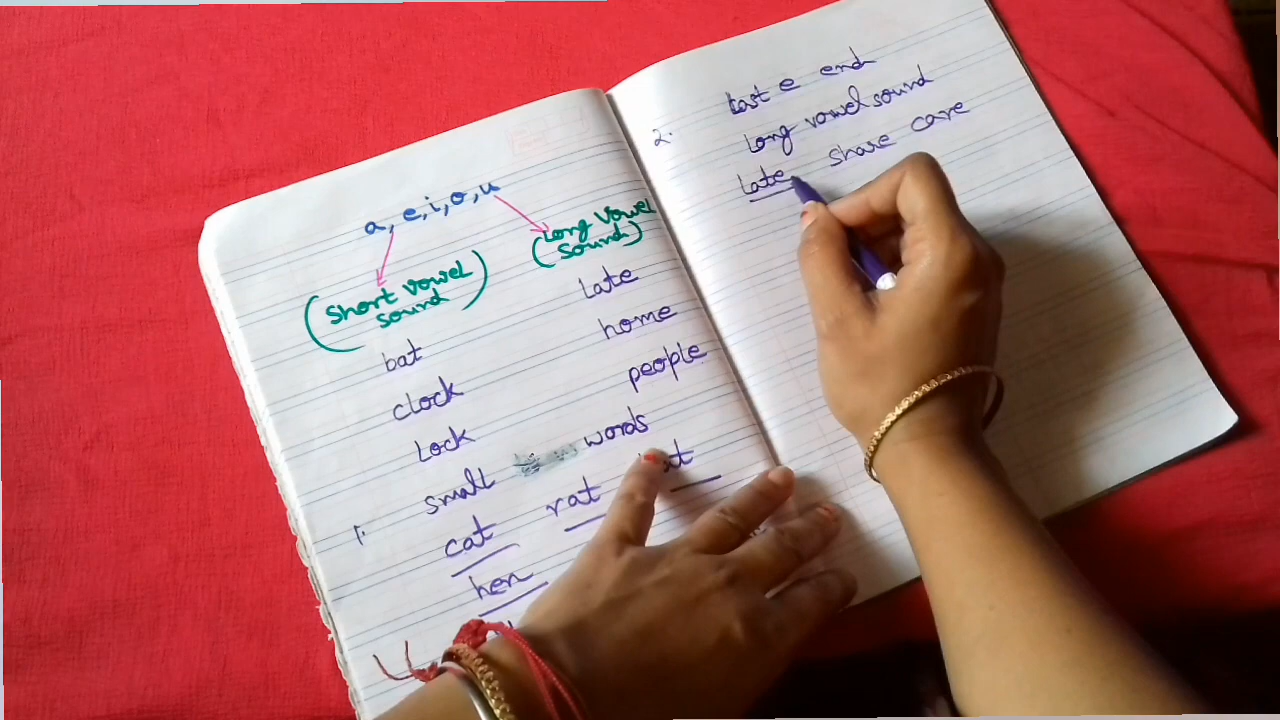 a, e, i, o, u
(Short vowel sound)
(Long vowel sound)
bat
late
clock
home
lock
people
1. small words
cat rat
hen
last e end
2. long vowel sound
late share care